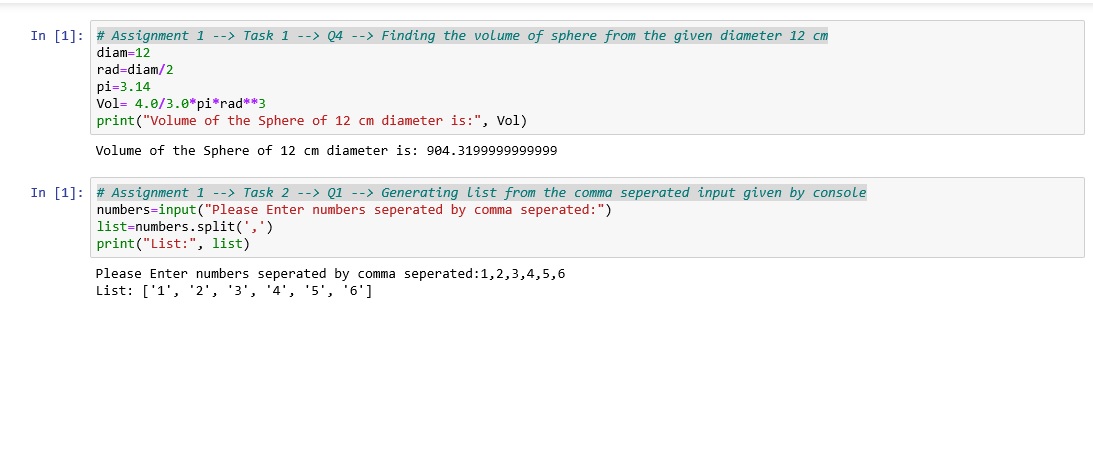 In [1]: # Assignment 1 --> Task 1 --> Q4 --> Finding the volume of sphere from the given diameter 12 cm
diam=12
rad=diam/2
pi=3.14
Vol= 4.0/3.0*pi*rad**3
print("Volume of the Sphere of 12 cm diameter is:", Vol)
Volume of the Sphere of 12 cm diameter is: 904.3199999999999
In [1]: # Assignment 1 --> Task 2 --> Q1 --> Generating list from the comma seperated input given by console
numbers=input("Please Enter numbers seperated by comma seperated:")
list=numbers.split(',')
print("List:", list)
Please Enter numbers seperated by comma seperated:1,2,3,4,5,6
List: ['1', '2', '3', '4', '5', '6']